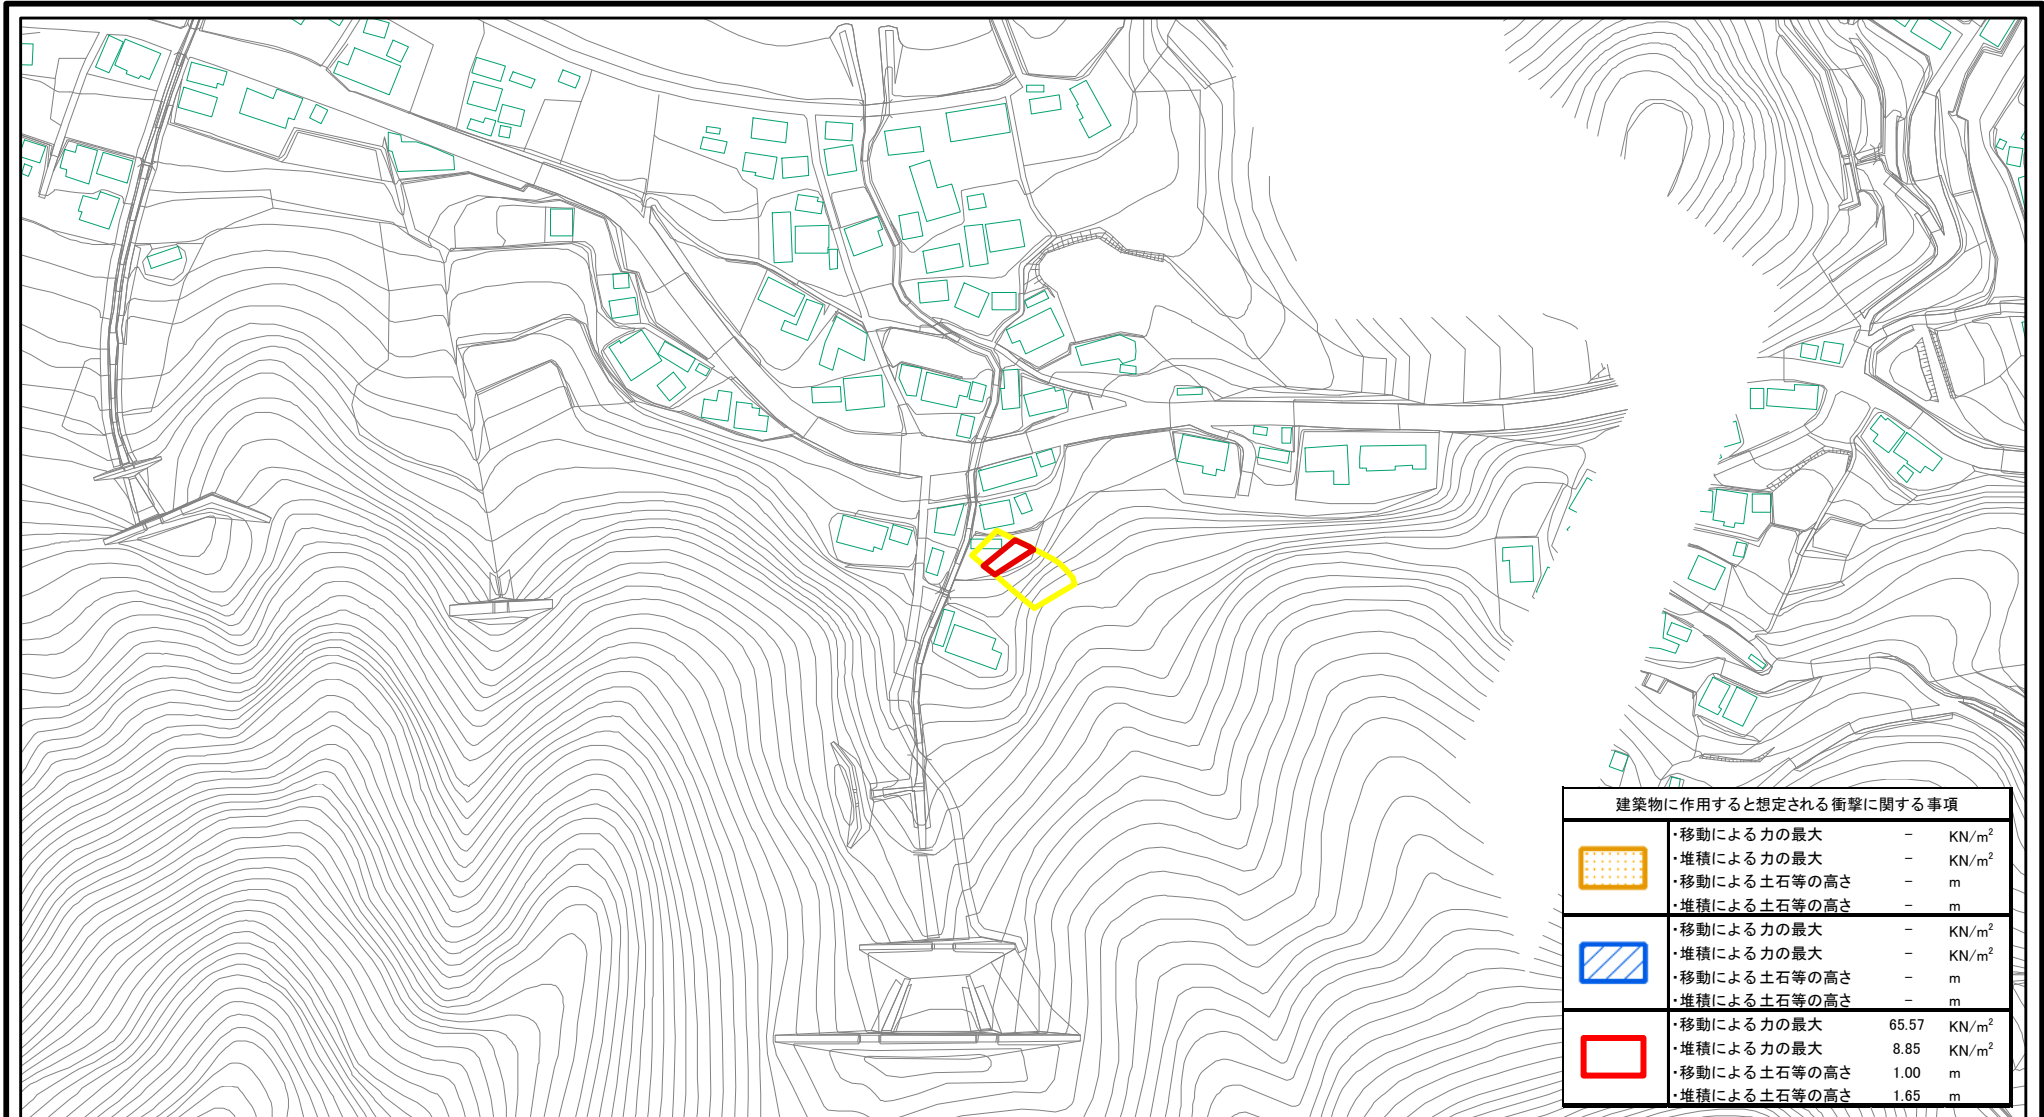 建築物に作用すると想定される衝撃に関する事項
・移動による力の最大 - KN/m²
・堆積による力の最大 - KN/m²
・移動による土石等の高さ - m
・堆積による土石等の高さ - m
・移動による力の最大 - KN/m²
・堆積による力の最大 - KN/m²
・移動による土石等の高さ - m
・堆積による土石等の高さ - m
・移動による力の最大 65.57 KN/m²
・堆積による力の最大 8.85 KN/m²
・移動による土石等の高さ 1.00 m
・堆積による土石等の高さ 1.65 m